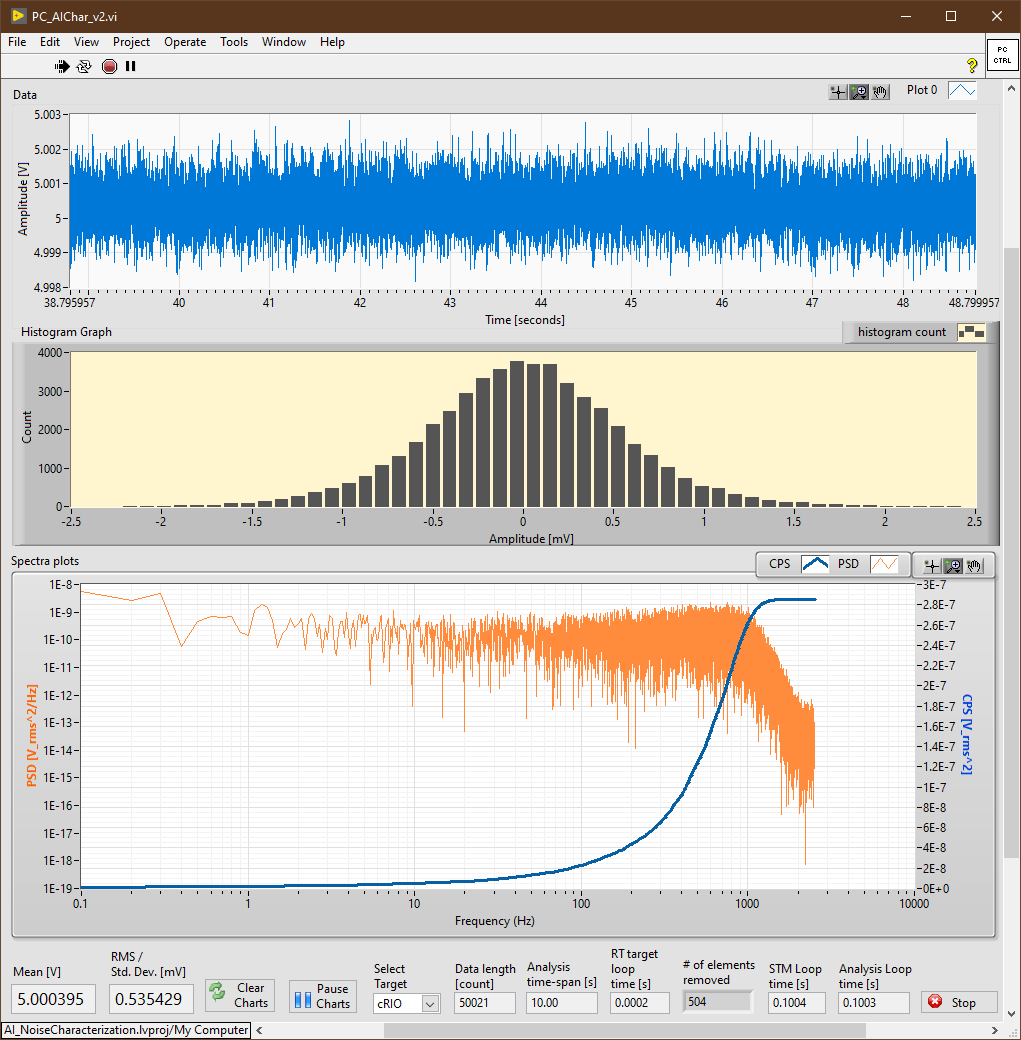 PC_AIChar_v2.vi
File Edit View Project Operate Tools Window Help
PC
CTRL
Data
Plot 0
5.003
5.002
5.001
5
4.999
4.998
Amplitude [V]
38.795957 40 41 42 43 44 45 46 47 48 48.799957
Time [seconds]
Histogram Graph
histogram count
4000
3000
2000
1000
0
Count
-2.5 -2 -1.5 -1 -0.5 0 0.5 1 1.5 2 2.5
Amplitude [mV]
Spectra plots
CPS PSD
1E-8
1E-9
1E-10
1E-11
1E-12
1E-13
1E-14
1E-15
1E-16
1E-17
1E-18
1E-19
PSD [V_rms^2/Hz]
3E-7
2.8E-7
2.6E-7
2.4E-7
2.2E-7
2E-7
1.8E-7
1.6E-7
1.4E-7
1.2E-7
1E-7
8E-8
6E-8
4E-8
2E-8
0E+0
CPS [V_rms^2]
0.1 1 10 100 1000 10000
Frequency (Hz)
Mean [V]
5.000395
RMS /
Std. Dev. [mV]
0.535429
Clear
Charts
Pause
Charts
Select
Target
cRIO
Data length
[count]
50021
Analysis
time-span [s]
10.00
RT target
loop
time [s]
0.0002
# of elements
removed
504
STM Loop
time [s]
0.1004
Analysis Loop
time [s]
0.1003
Stop
AI_NoiseCharacterization.lvproj/My Computer